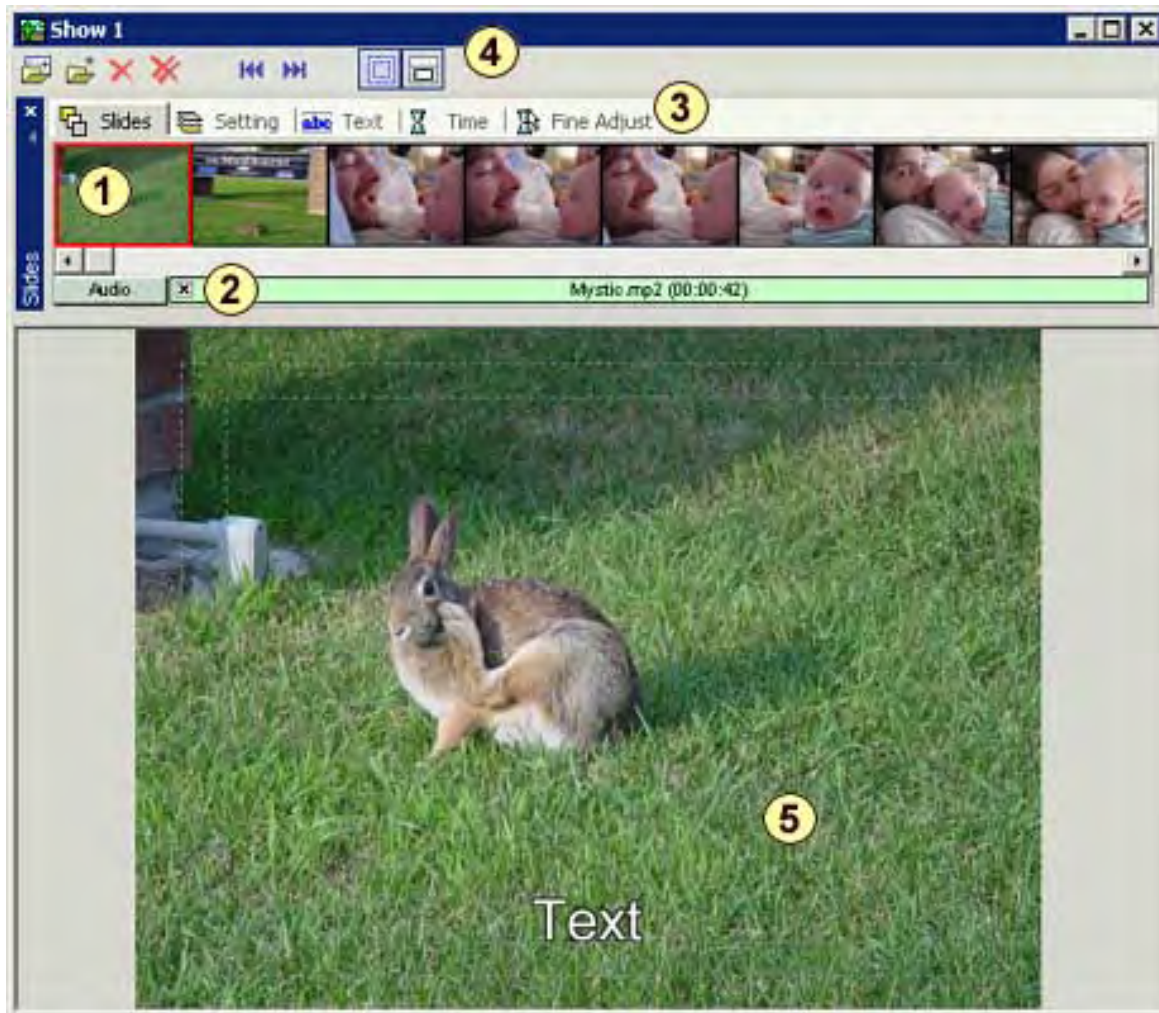 Show 1
4
Slides Setting abc Text Time Fine Adjust 3
1
Slides
Audio 2 Mystic.mp2 (00:00:42)
5
Text